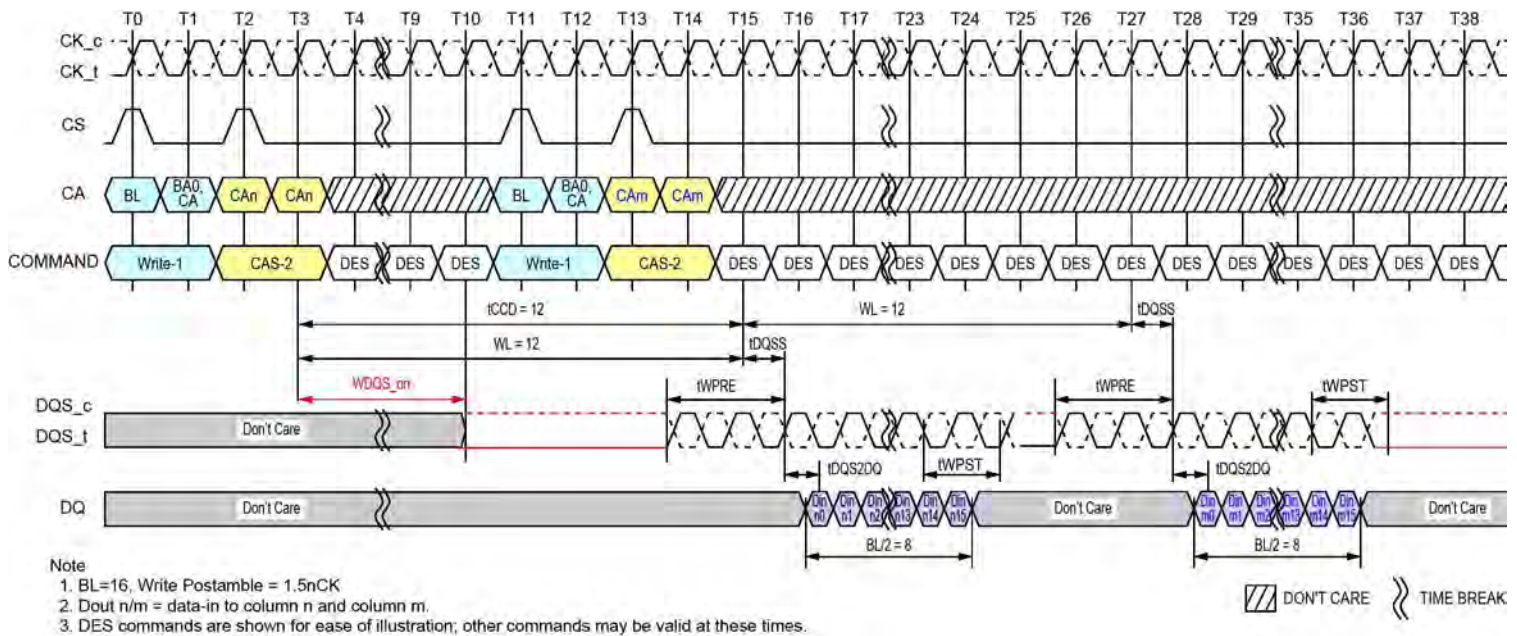 T0 T1 T2 T3 T4 T9 T10 T11 T12 T13 T14 T15 T16 T17 T23 T24 T25 T26 T27 T28 T29 T35 T36 T37 T38
CK_c
CK_t
CS
CA BL BA0, CA CAn CAn BL BA0, CA CAm CAm
COMMAND Write-1 CAS-2 DES DES DES Write-1 CAS-2 DES DES DES DES DES DES DES DES DES DES DES DES DES DES
tCCD = 12 WL = 12 tDQSS
WL = 12 tDQSS
WDQS_on tWPRE tWPRE tWPST
DQS_c
DQS_t Don't Care
tDQS2DQ tWPST tDQS2DQ
DQ Don't Care Din n0 Din n1 Din n2 Din n13 Din n14 Din n15 Don't Care Din m0 Din m1 Din m2 Din m13 Din m14 Din m15 Don't Care
BL/2 = 8 BL/2 = 8
Note
1. BL=16, Write Postamble = 1.5nCK
2. Dout n/m = data-in to column n and column m.
3. DES commands are shown for ease of illustration; other commands may be valid at these times.
DON'T CARE TIME BREAK